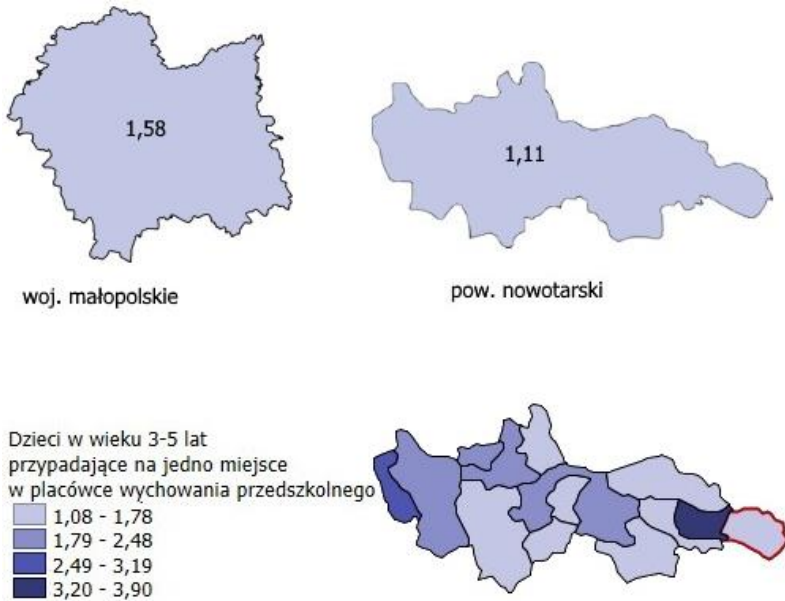 1,58
1,11
woj. małopolskie
pow. nowotarski
Dzieci w wieku 3-5 lat
przypadające na jedno miejsce
w placówce wychowania przedszkolnego
1,08 - 1,78
1,79 - 2,48
2,49 - 3,19
3,20 - 3,90